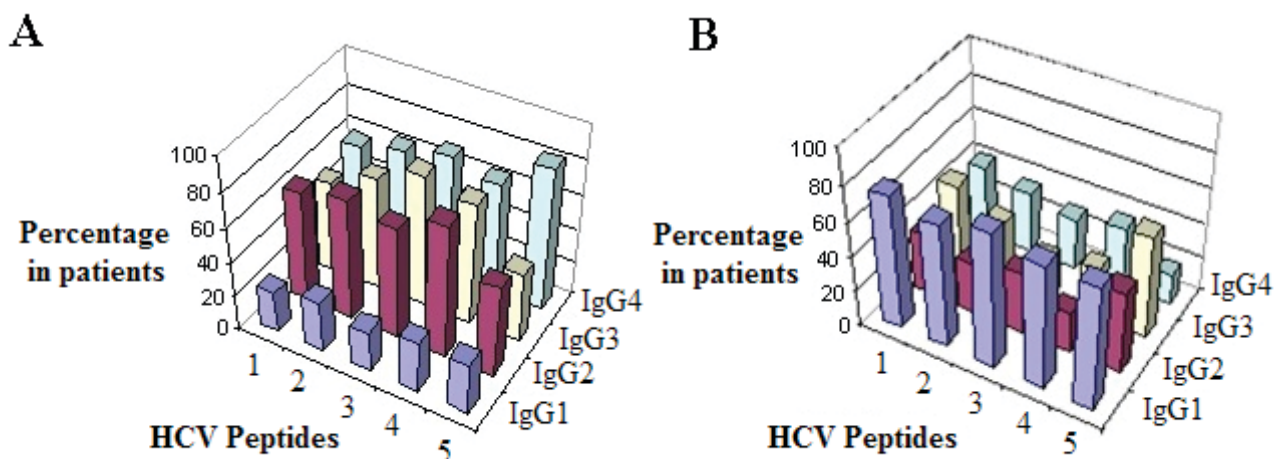 A
100
80
60
40
20
0
Percentage
in patients
1
2
3
4
5
HCV Peptides
IgG1
IgG2
IgG3
IgG4
B
100
80
60
40
20
0
Percentage
in patients
1
2
3
4
5
HCV Peptides
IgG1
IgG2
IgG3
IgG4